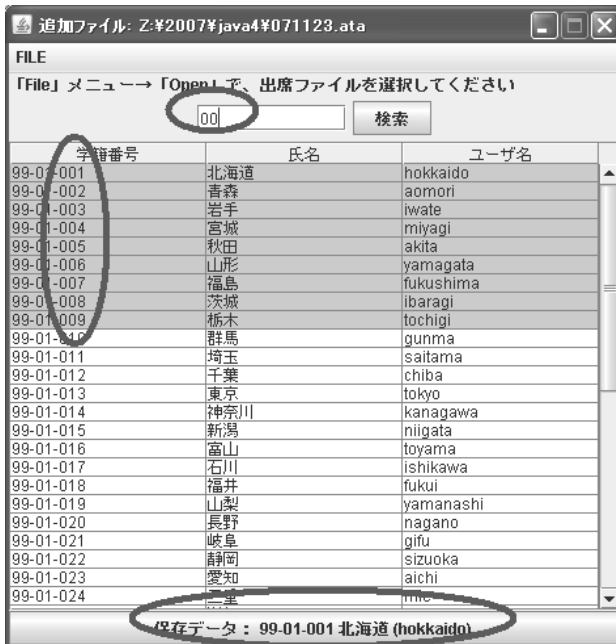 追加ファイル: Z:¥2007¥java4¥071123.ata
FILE
「File」メニュー→「Open」で、出席ファイルを選択してください
00 検索
学籍番号 氏名 ユーザ名
99-01-001 北海道 hokkaido
99-01-002 青森 aomori
99-01-003 岩手 iwate
99-01-004 宮城 miyagi
99-01-005 秋田 akita
99-01-006 山形 yamagata
99-01-007 福島 fukushima
99-01-008 茨城 ibaragi
99-01-009 栃木 tochigi
99-01-010 群馬 gunma
99-01-011 埼玉 saitama
99-01-012 千葉 chiba
99-01-013 東京 tokyo
99-01-014 神奈川 kanagawa
99-01-015 新潟 niigata
99-01-016 富山 toyama
99-01-017 石川 ishikawa
99-01-018 福井 fukui
99-01-019 山梨 yamanashi
99-01-020 長野 nagano
99-01-021 岐阜 gifu
99-01-022 静岡 sizuoka
99-01-023 愛知 aichi
99-01-024 三重 mie
保存データ : 99-01-001 北海道 (hokkaido)